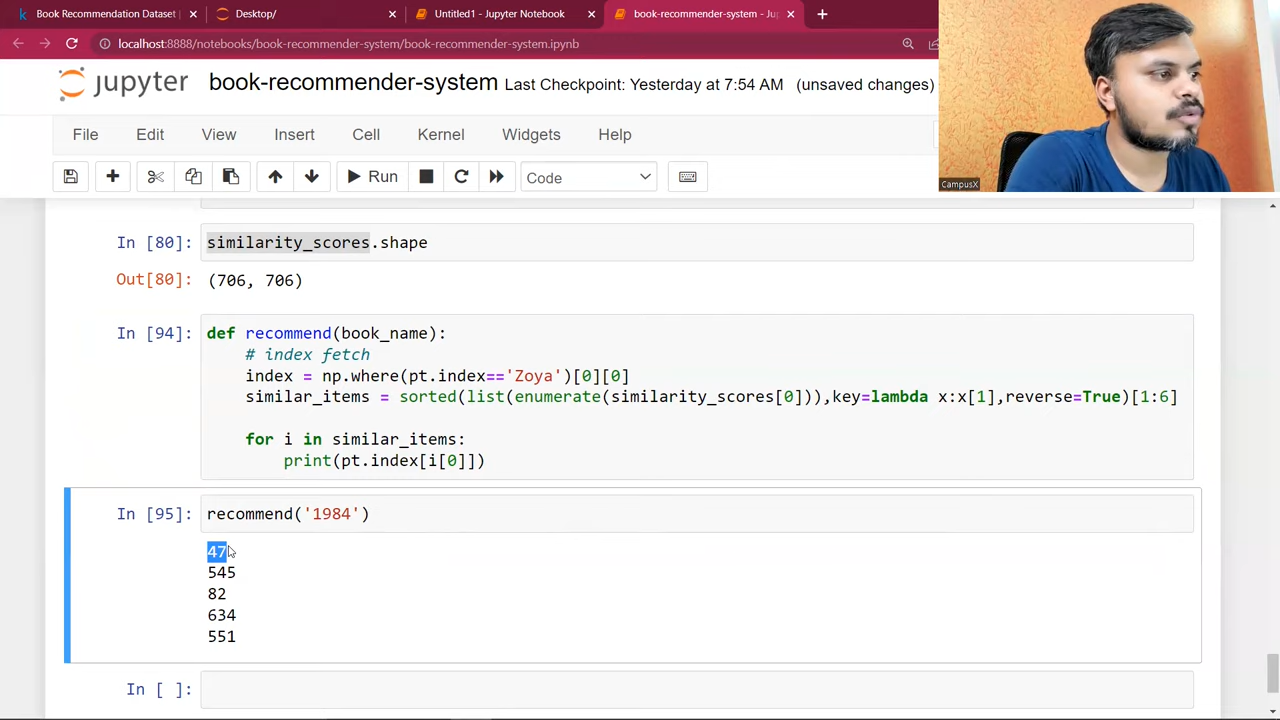 Book Recommendation Dataset
Desktop/
Untitled1 - Jupyter Notebook
book-recommender-system - Ju
localhost:8888/notebooks/book-recommender-system/book-recommender-system.ipynb
jupyter book-recommender-system Last Checkpoint: Yesterday at 7:54 AM (unsaved changes)
File Edit View Insert Cell Kernel Widgets Help
Run Code
CampusX
In [80]: similarity_scores.shape
Out[80]: (706, 706)
In [94]: def recommend(book_name):
# index fetch
index = np.where(pt.index=='Zoya')[0][0]
similar_items = sorted(list(enumerate(similarity_scores[0])),key=lambda x:x[1],reverse=True)[1:6]
for i in similar_items:
print(pt.index[i[0]])
In [95]: recommend('1984')
47
545
82
634
551
In [ ]: